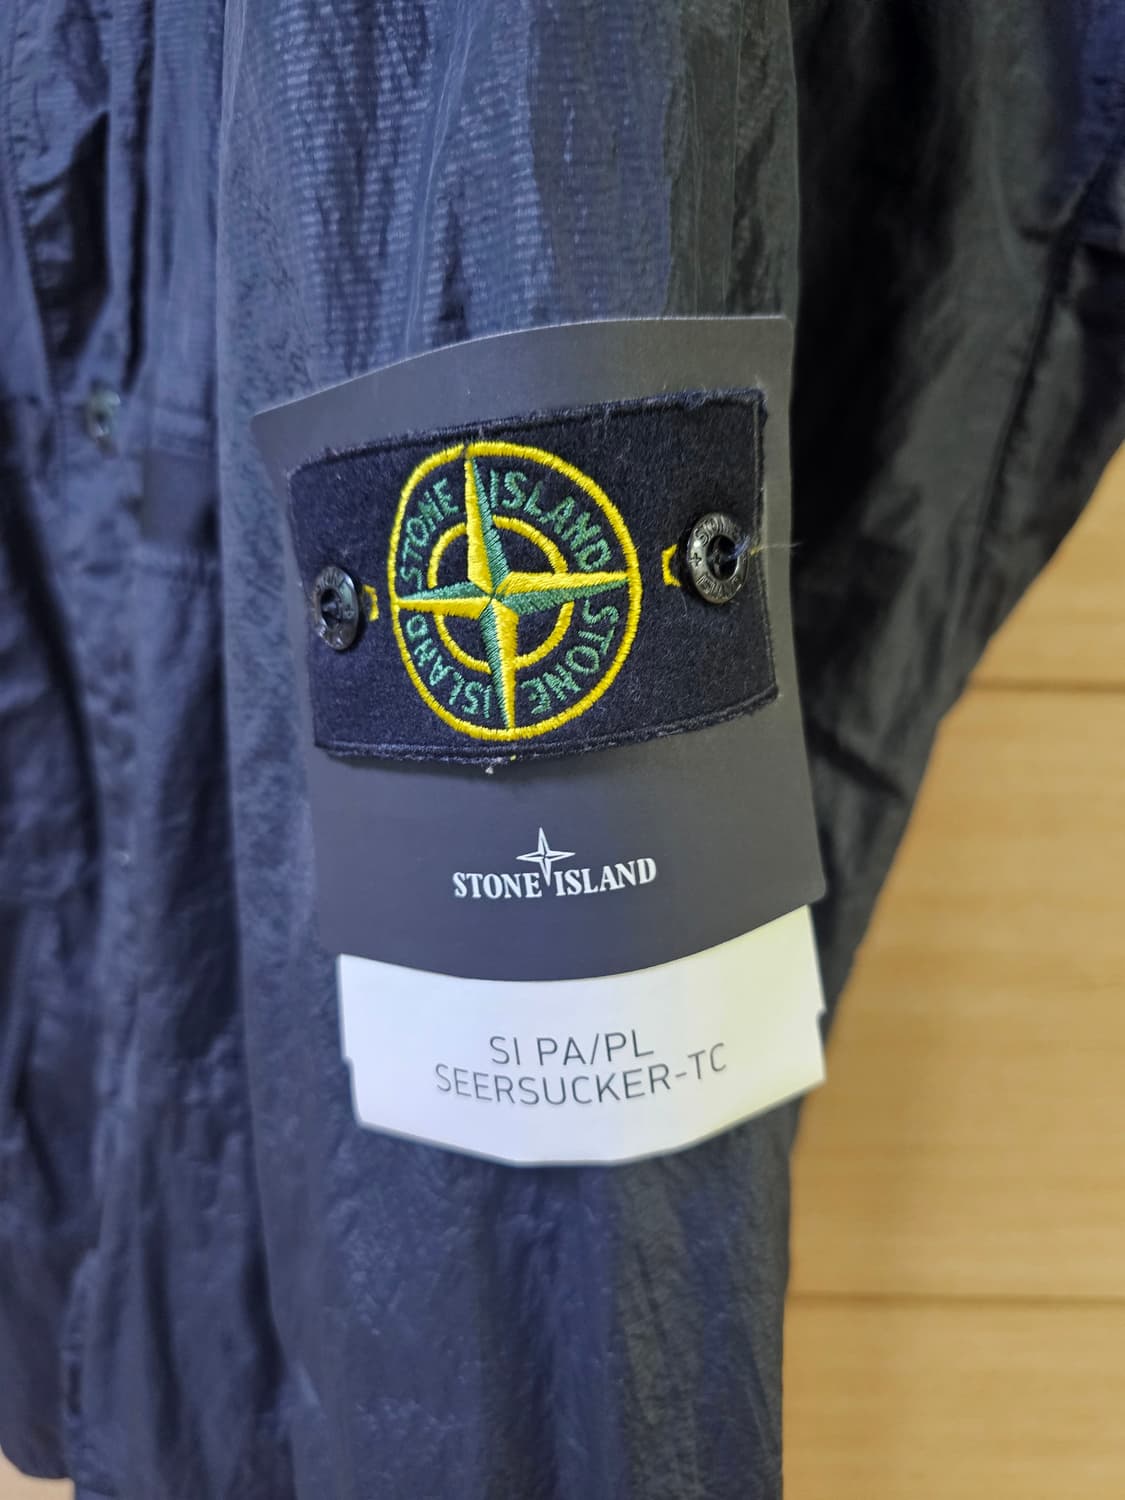 STONE ISLAND
STONE ISLAND
STONE ISLAND
SI PA/PL
SEERSUCKER-TC